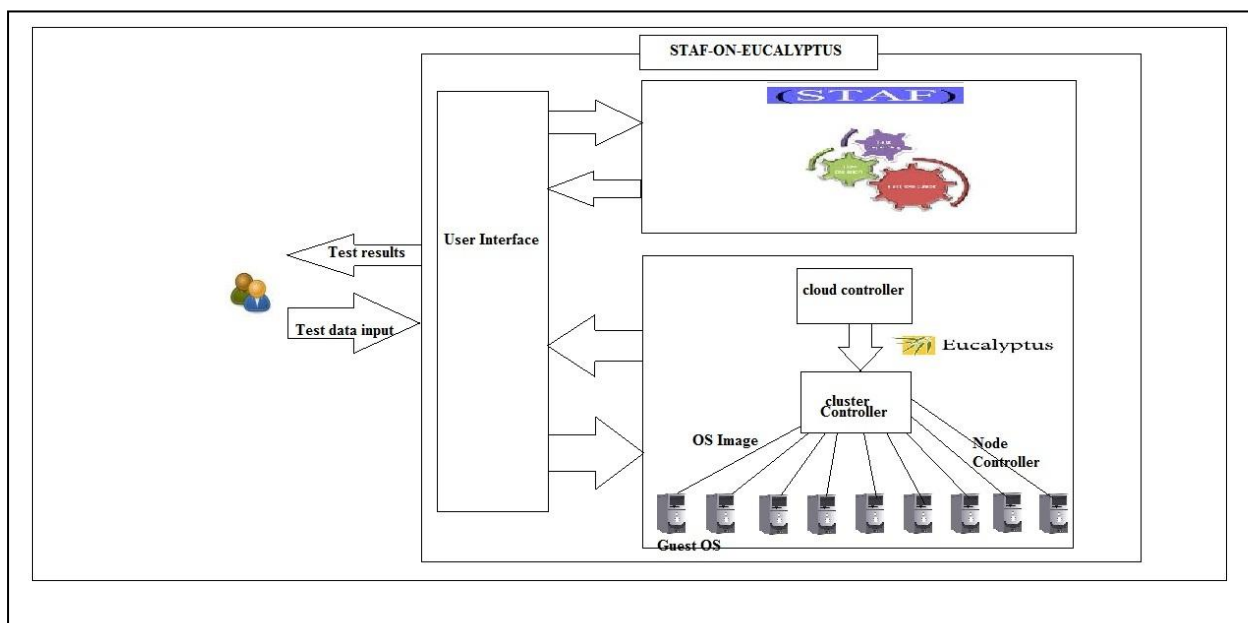 STAF-ON-EUCALYPTUS
(STAF)
User Interface
Test results
Test data input
cloud controller
Eucalyptus
cluster
Controller
OS Image
Node
Controller
Guest OS